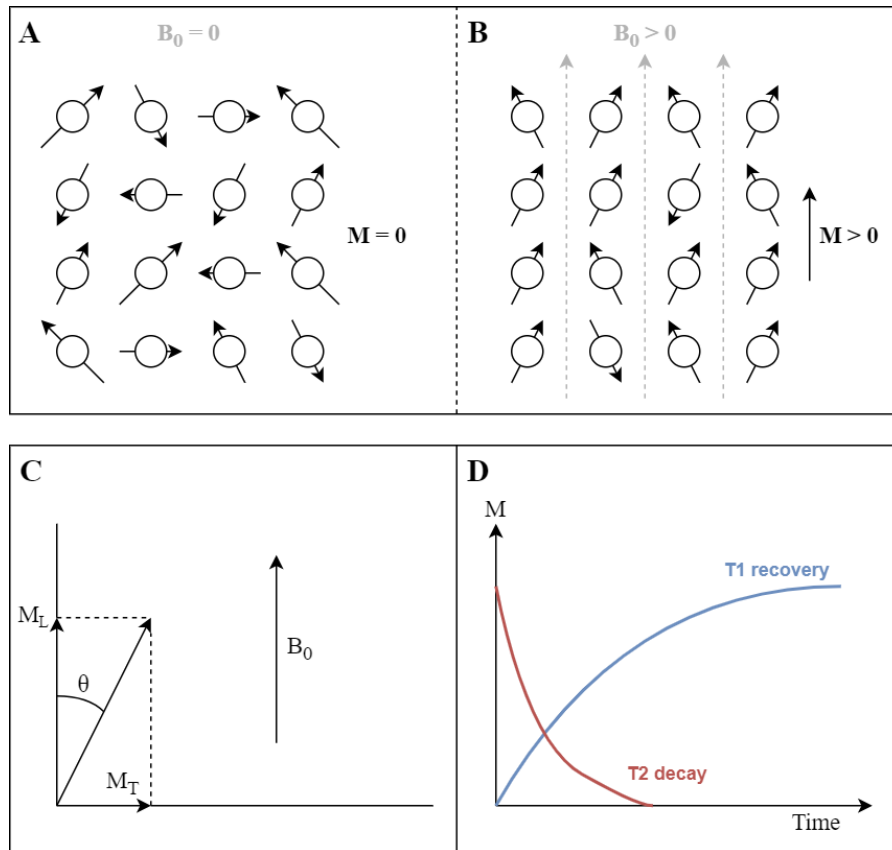 A
B₀ = 0
M = 0
B
B₀ > 0
M > 0
C
M_L
θ
M_T
B₀
D
M
T1 recovery
T2 decay
Time